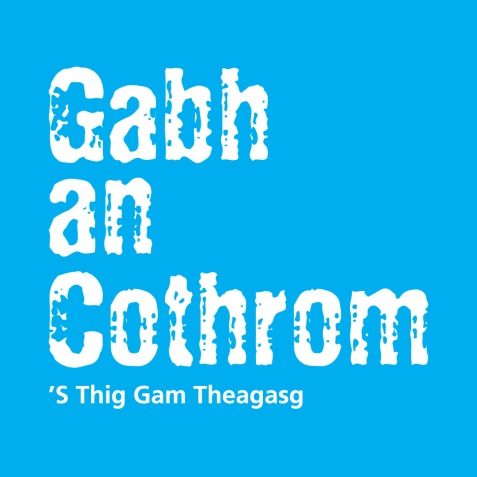 Gabh
an
Cothrom
’S Thig Gam Theagasg